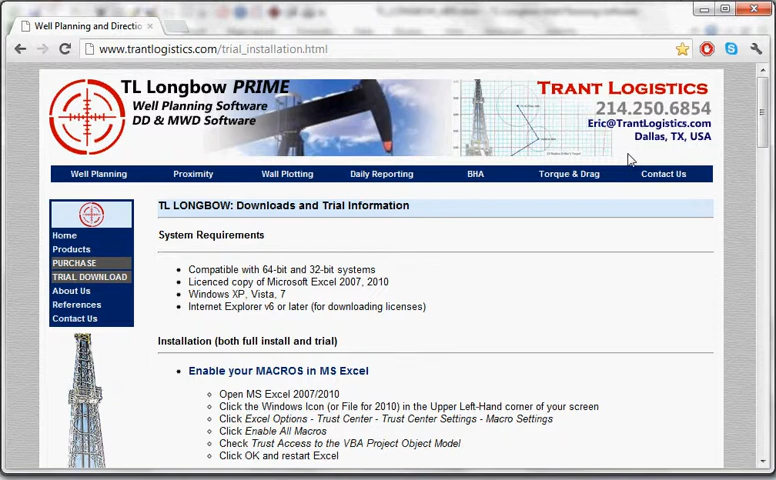 Well Planning and Directio
www.trantlogistics.com/trial_installation.html
TL Longbow PRIME
Well Planning Software
DD & MWD Software
TRANT LOGISTICS
214.250.6854
Eric@TrantLogistics.com
Dallas, TX, USA
Well Planning
Proximity
Wall Plotting
Daily Reporting
BHA
Torque & Drag
Contact Us
Home
Products
PURCHASE
TRIAL DOWNLOAD
About Us
References
Contact Us
TL LONGBOW: Downloads and Trial Information
System Requirements
Compatible with 64-bit and 32-bit systems
Licenced copy of Microsoft Excel 2007, 2010
Windows XP, Vista, 7
Internet Explorer v6 or later (for downloading licenses)
Installation (both full install and trial)
Enable your MACROS in MS Excel
Open MS Excel 2007/2010
Click the Windows Icon (or File for 2010) in the Upper Left-Hand corner of your screen
Click Excel Options - Trust Center - Trust Center Settings - Macro Settings
Click Enable All Macros
Check Trust Access to the VBA Project Object Model
Click OK and restart Excel